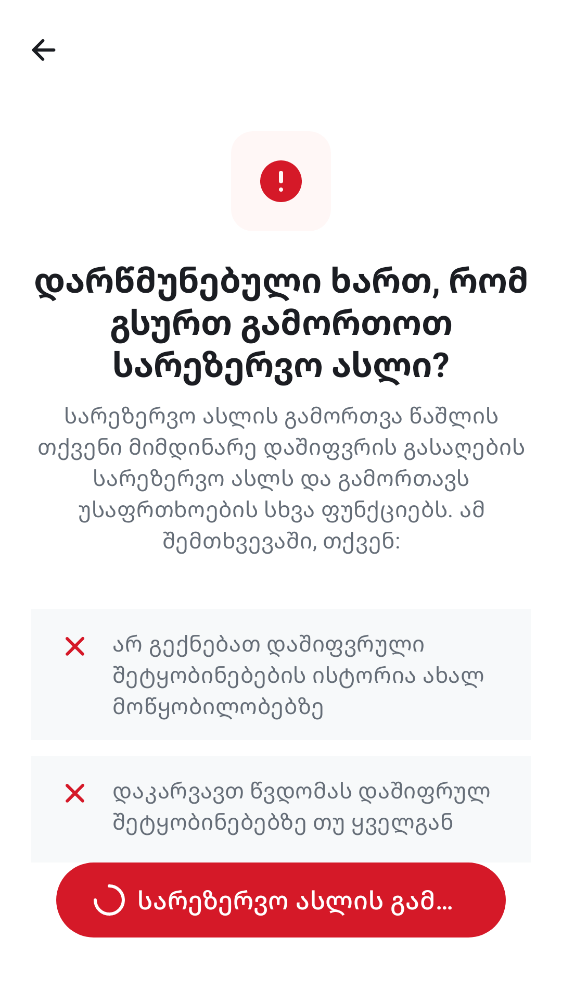 დარწმუნებული ხართ, რომ
გსურთ გამორთოთ
სარეზერვო ასლი?
სარეზერვო ასლის გამორთვა წაშლის
თქვენი მიმდინარე დაშიფვრის გასაღების
სარეზერვო ასლს და გამორთავს
უსაფრთხოების სხვა ფუნქციებს. ამ
შემთხვევაში, თქვენ:
არ გექნებათ დაშიფვრული
შეტყობინებების ისტორია ახალ
მოწყობილობებზე
დაკარვავთ წვდომას დაშიფრულ
შეტყობინებებზე თუ ყველგან
სარეზერვო ასლის გამ...